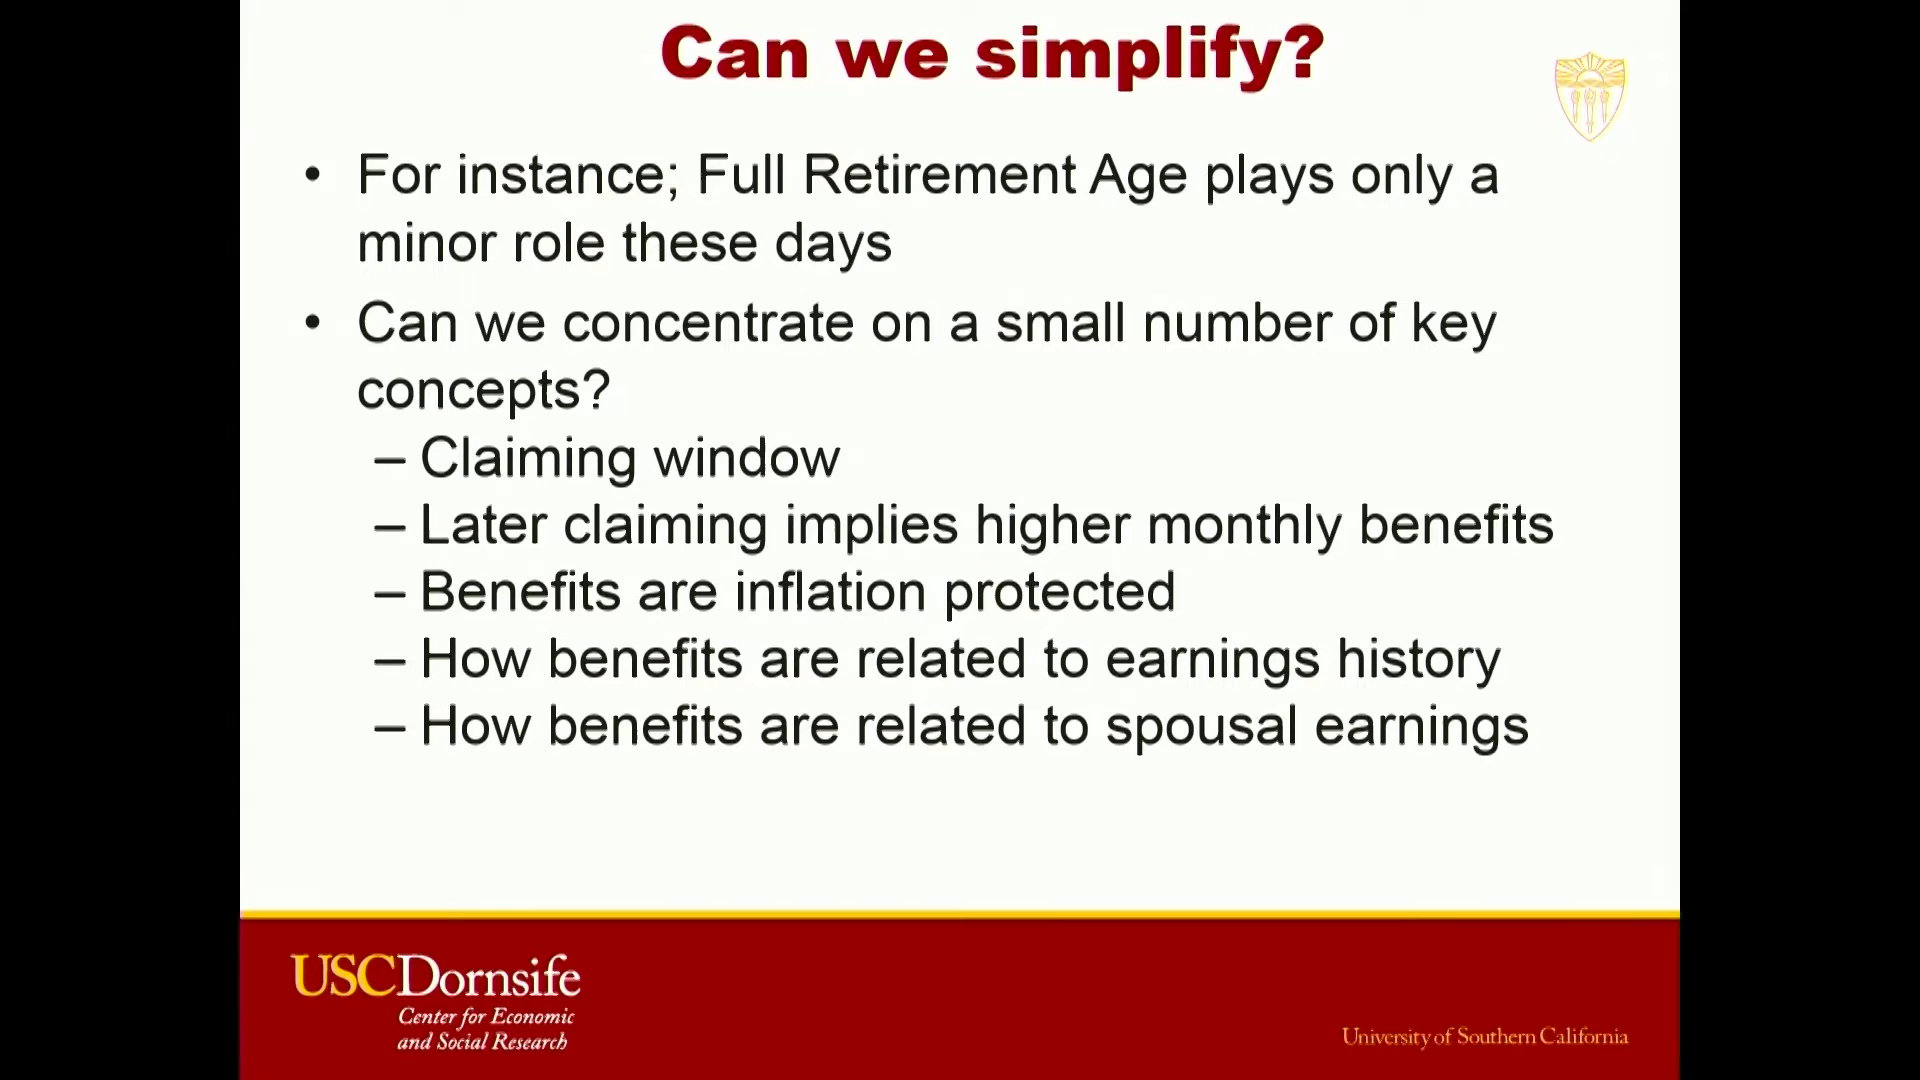 Can we simplify?
• For instance; Full Retirement Age plays only a
minor role these days
• Can we concentrate on a small number of key
concepts?
– Claiming window
– Later claiming implies higher monthly benefits
– Benefits are inflation protected
– How benefits are related to earnings history
– How benefits are related to spousal earnings
USCDornsife
Center for Economic
and Social Research
University of Southern California